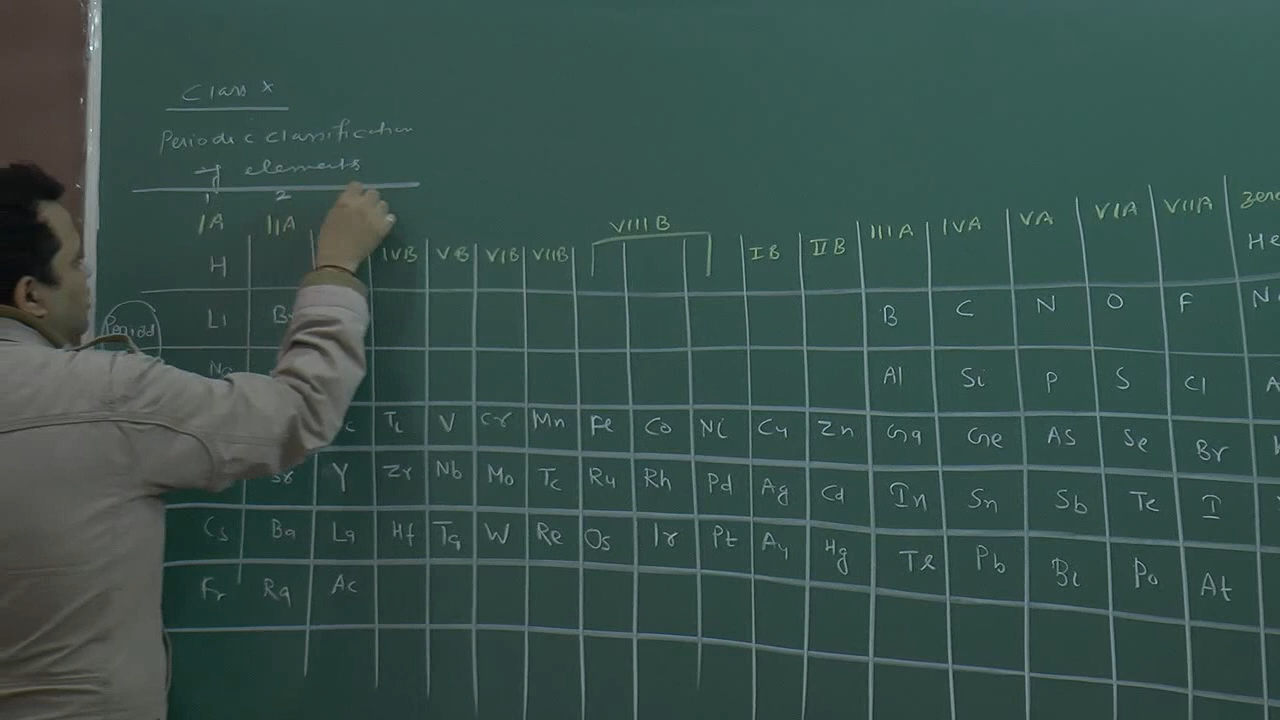 Class X
Periodic classification
of elements
1 2
IA IIA IVB VB VIB VIIB VIIIB IB IIB IIIA IVA VA VIA VIIA
H He
Period
Li B C N O F
Na Al Si P S Cl
Ti V Cr Mn Fe Co Ni Cu Zn Ga Ge As Se Br
Sr Y Zr Nb Mo Tc Ru Rh Pd Ag Cd In Sn Sb Te I
Cs Ba La Hf Ta W Re Os Ir Pt Au Hg Tl Pb Bi Po At
Fr Ra Ac